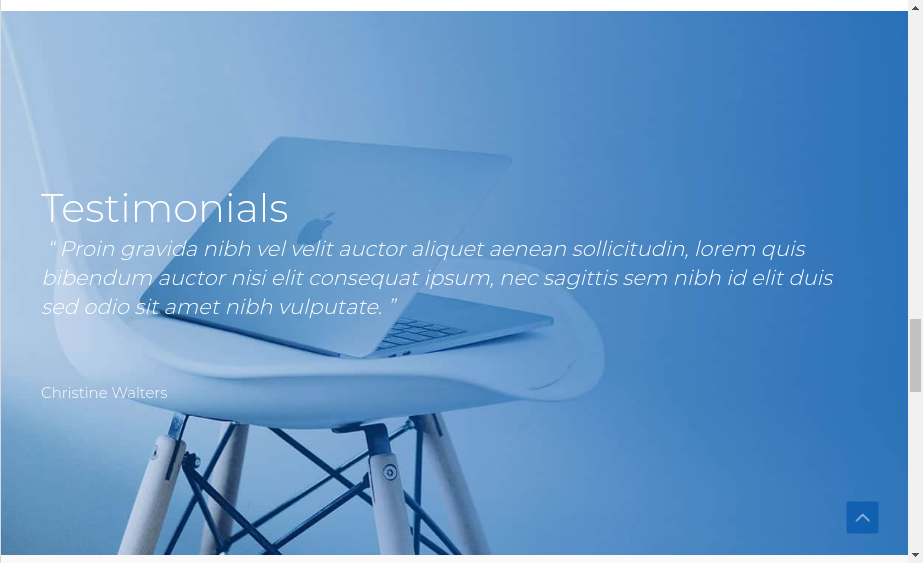 Testimonials
“ Proin gravida nibh vel velit auctor aliquet aenean sollicitudin, lorem quis
bibendum auctor nisi elit consequat ipsum, nec sagittis sem nibh id elit duis
sed odio sit amet nibh vulputate. ”
Christine Walters